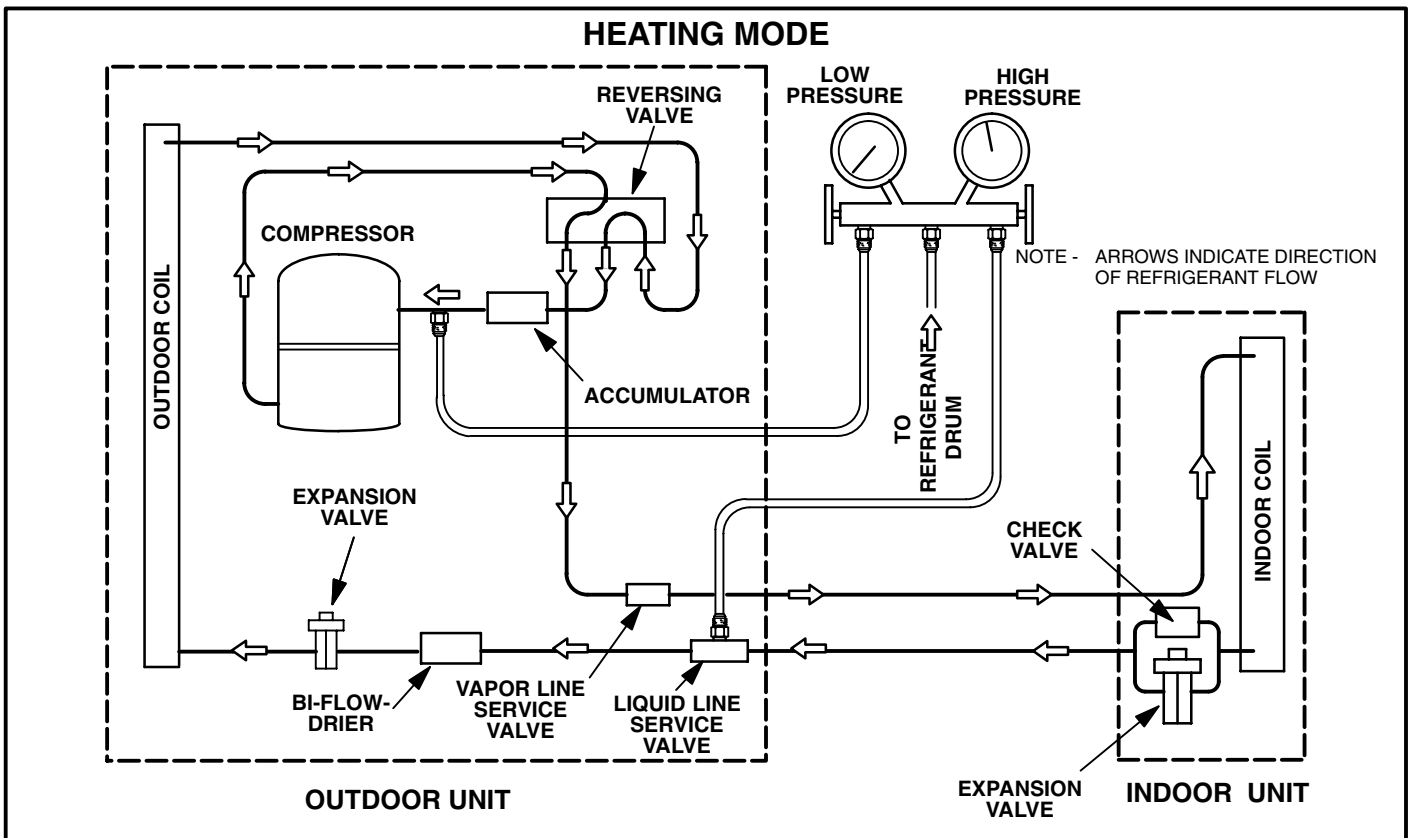 HEATING MODE
LOW
PRESSURE
HIGH
PRESSURE
REVERSING
VALVE
COMPRESSOR
OUTDOOR COIL
NOTE - ARROWS INDICATE DIRECTION
OF REFRIGERANT FLOW
ACCUMULATOR
TO
REFRIGERANT
DRUM
EXPANSION
VALVE
CHECK
VALVE
INDOOR COIL
BI-FLOW-
DRIER
VAPOR LINE
SERVICE
VALVE
LIQUID LINE
SERVICE
VALVE
EXPANSION
VALVE
OUTDOOR UNIT
INDOOR UNIT